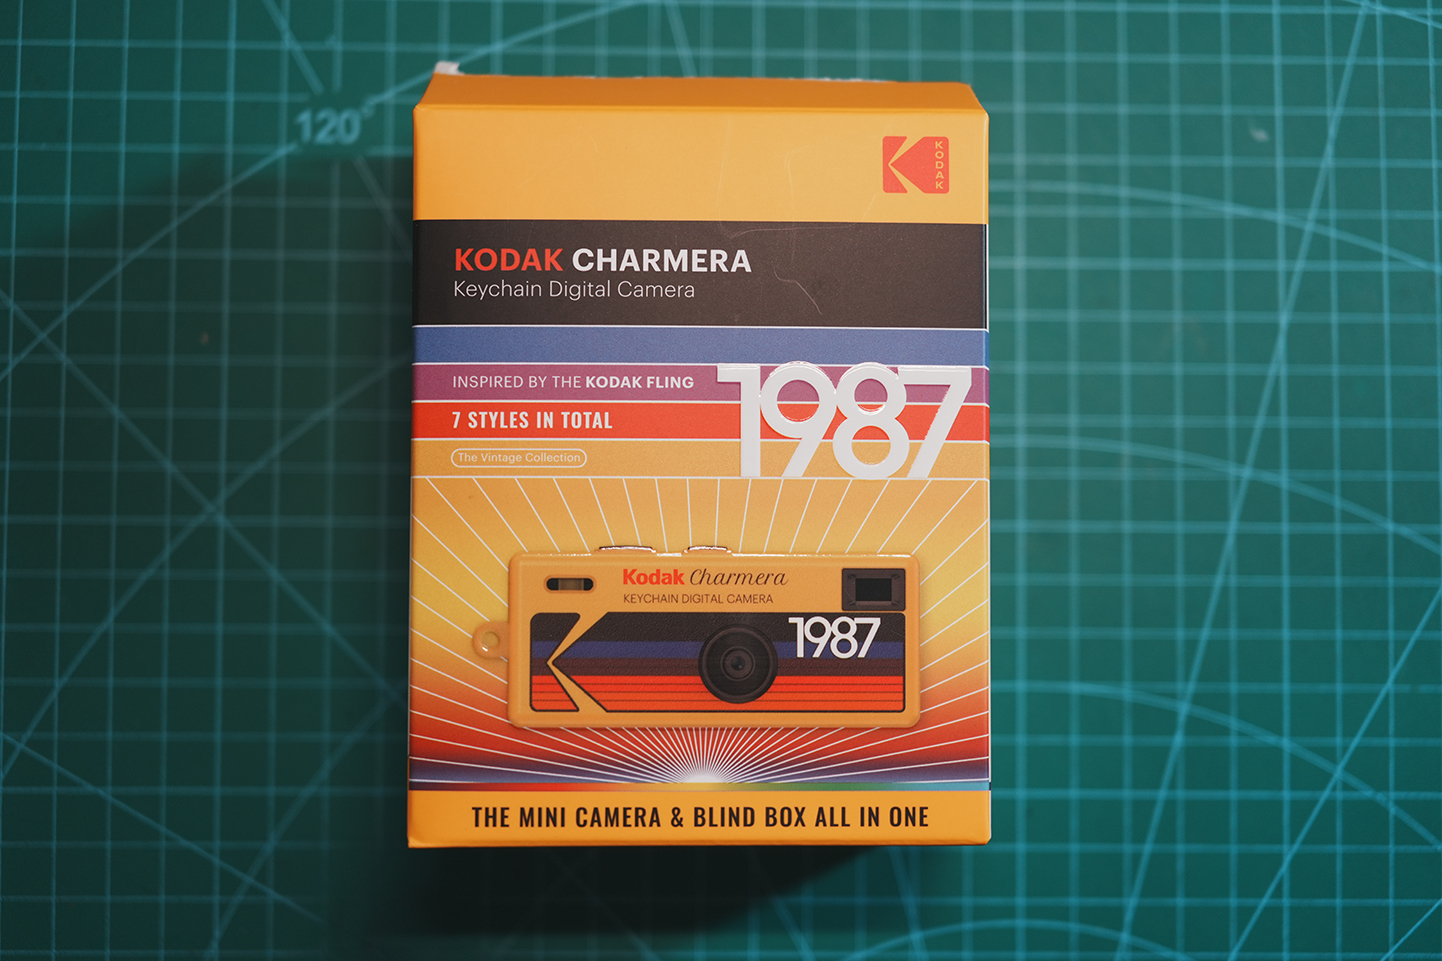 120°
KODAK
KODAK CHARMERA
Keychain Digital Camera
INSPIRED BY THE KODAK FLING
1987
7 STYLES IN TOTAL
The Vintage Collection
Kodak Charmera
KEYCHAIN DIGITAL CAMERA
1987
THE MINI CAMERA & BLIND BOX ALL IN ONE